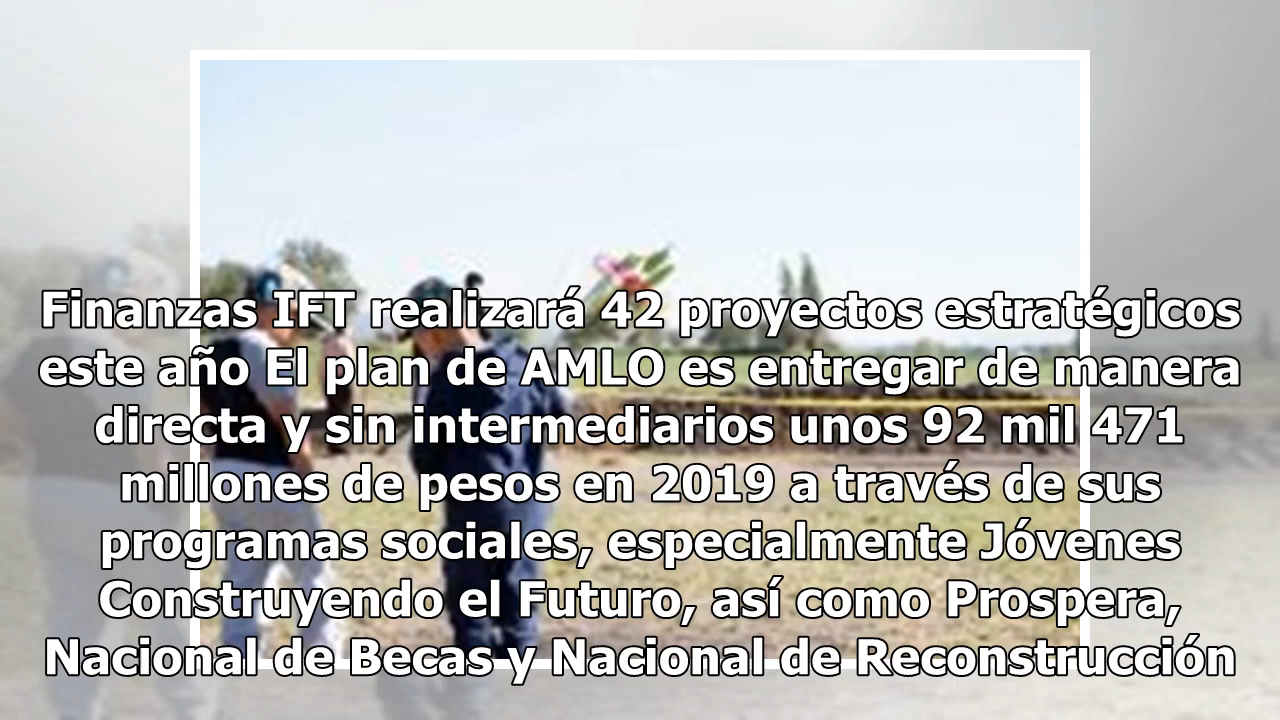 Finanzas IFT realizará 42 proyectos estratégicos
este año El plan de AMLO es entregar de manera
directa y sin intermediarios unos 92 mil 471
millones de pesos en 2019 a través de sus
programas sociales, especialmente Jóvenes
Construyendo el Futuro, así como Prospera,
Nacional de Becas y Nacional de Reconstrucción